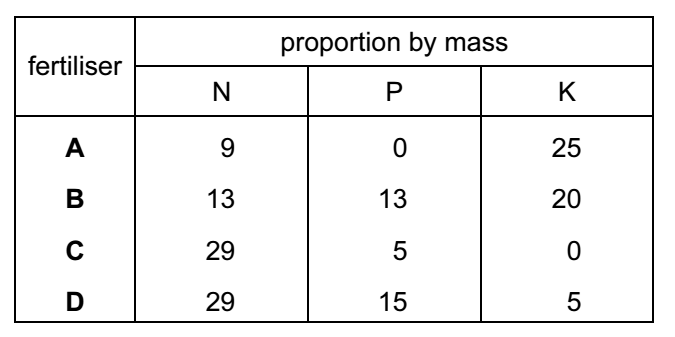 fertiliser proportion by mass
N P K
A 9 0 25
B 13 13 20
C 29 5 0
D 29 15 5